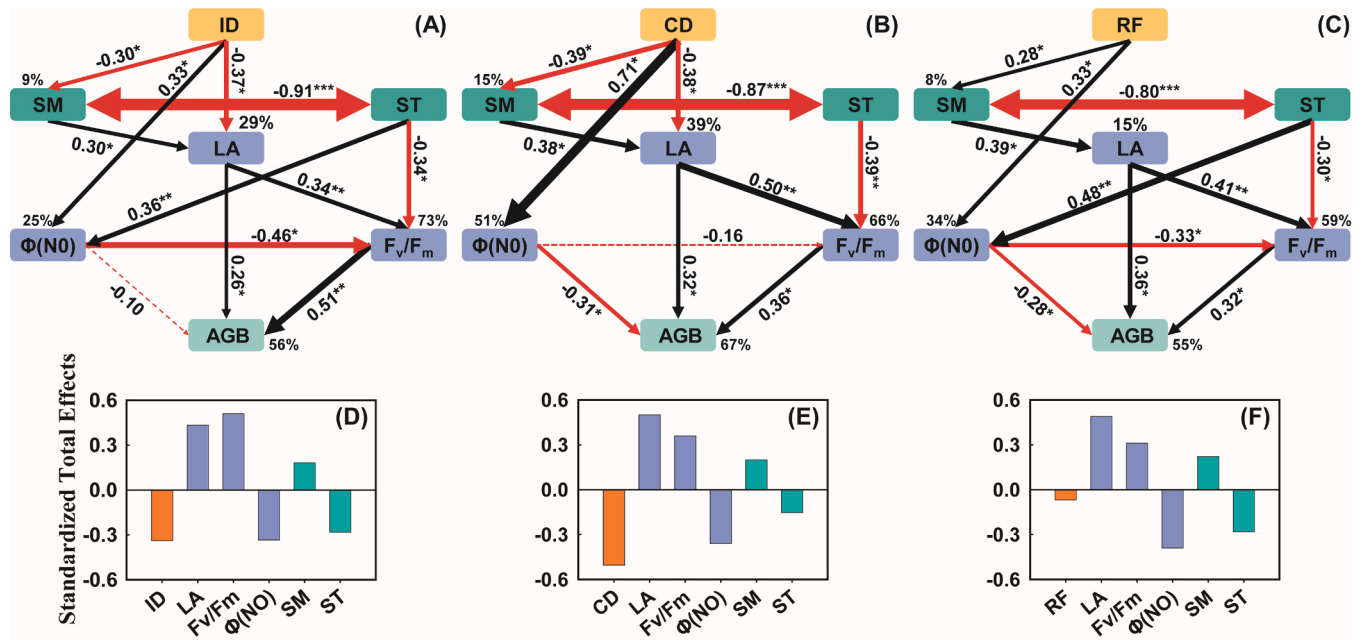 ID
(A)
-0.30*
0.33*
-0.37*
9%
SM
-0.91***
ST
29%
LA
0.30*
-0.34*
0.34**
0.36**
25%
Φ(N0)
-0.46*
73%
Fv/Fm
-0.10
0.26*
0.51**
AGB
56%
CD
(B)
-0.39*
0.71*
-0.38*
15%
SM
-0.87***
ST
39%
LA
0.38*
-0.39**
0.50**
51%
Φ(N0)
-0.16
66%
Fv/Fm
-0.31*
0.32*
0.36*
AGB
67%
RF
(C)
0.28*
0.33*
8%
SM
-0.80***
ST
15%
LA
0.39*
-0.30*
0.41**
0.48**
34%
Φ(N0)
-0.33*
59%
Fv/Fm
-0.28*
0.36*
0.32*
AGB
55%
Standardized Total Effects
(D)
0.6
0.3
0.0
-0.3
-0.6
ID LA Fv/Fm Φ(NO) SM ST
(E)
0.6
0.3
0.0
-0.3
-0.6
CD LA Fv/Fm Φ(NO) SM ST
(F)
0.6
0.3
0.0
-0.3
-0.6
RF LA Fv/Fm Φ(NO) SM ST